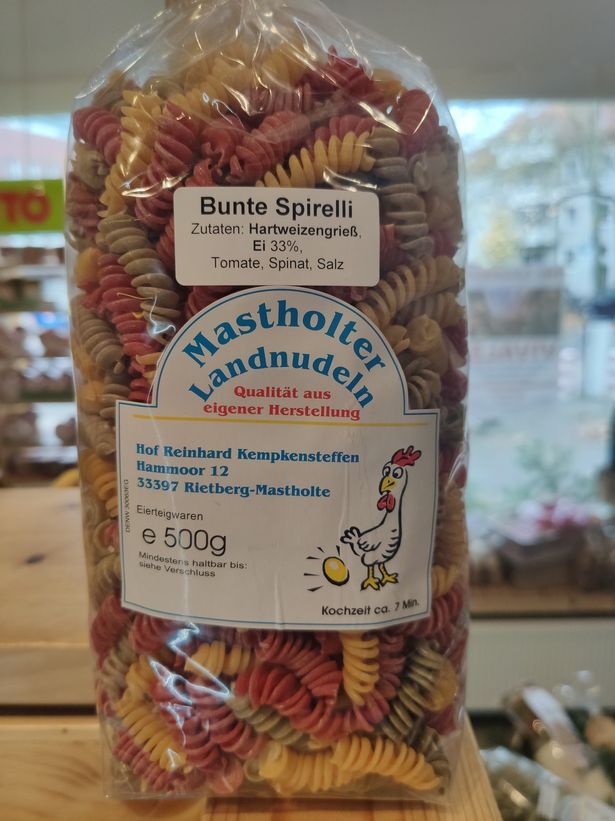 Bunte Spirelli
Zutaten: Hartweizengrieß,
Ei 33%,
Tomate, Spinat, Salz
Mastholter
Landnudeln
Qualität aus
eigener Herstellung
Hof Reinhard Kempkensteffen
Hammoor 12
33397 Rietberg-Mastholte
Eierteigwaren
e 500g
Mindestens haltbar bis:
siehe Verschluss
Kochzeit ca. 7 Min.